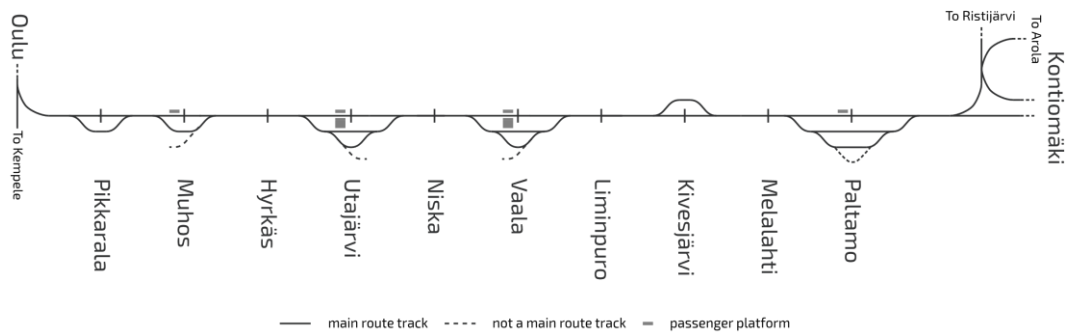 To Ristijärvi
To Arola
Oulu
Kontiomäki
To Kempele
Pikkarala
Muhos
Hyrkäs
Utajärvi
Niska
Vaala
Liminpuro
Kivesjärvi
Melalahti
Paltamo
main route track
not a main route track
passenger platform